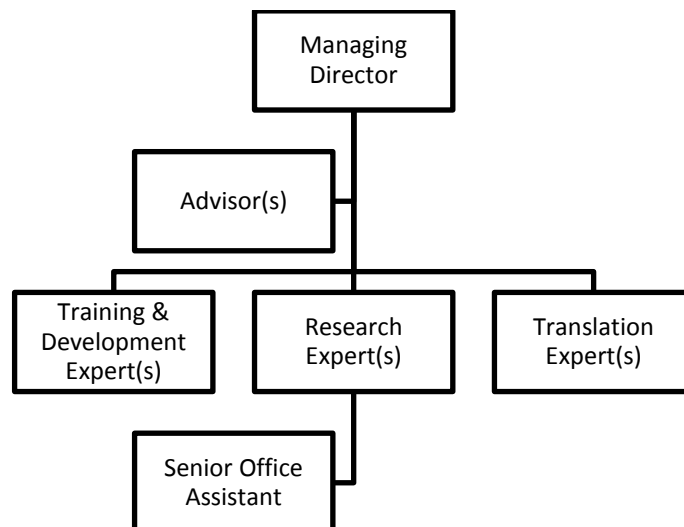 Managing
Director
Advisor(s)
Training &
Development
Expert(s)
Research
Expert(s)
Translation
Expert(s)
Senior Office
Assistant